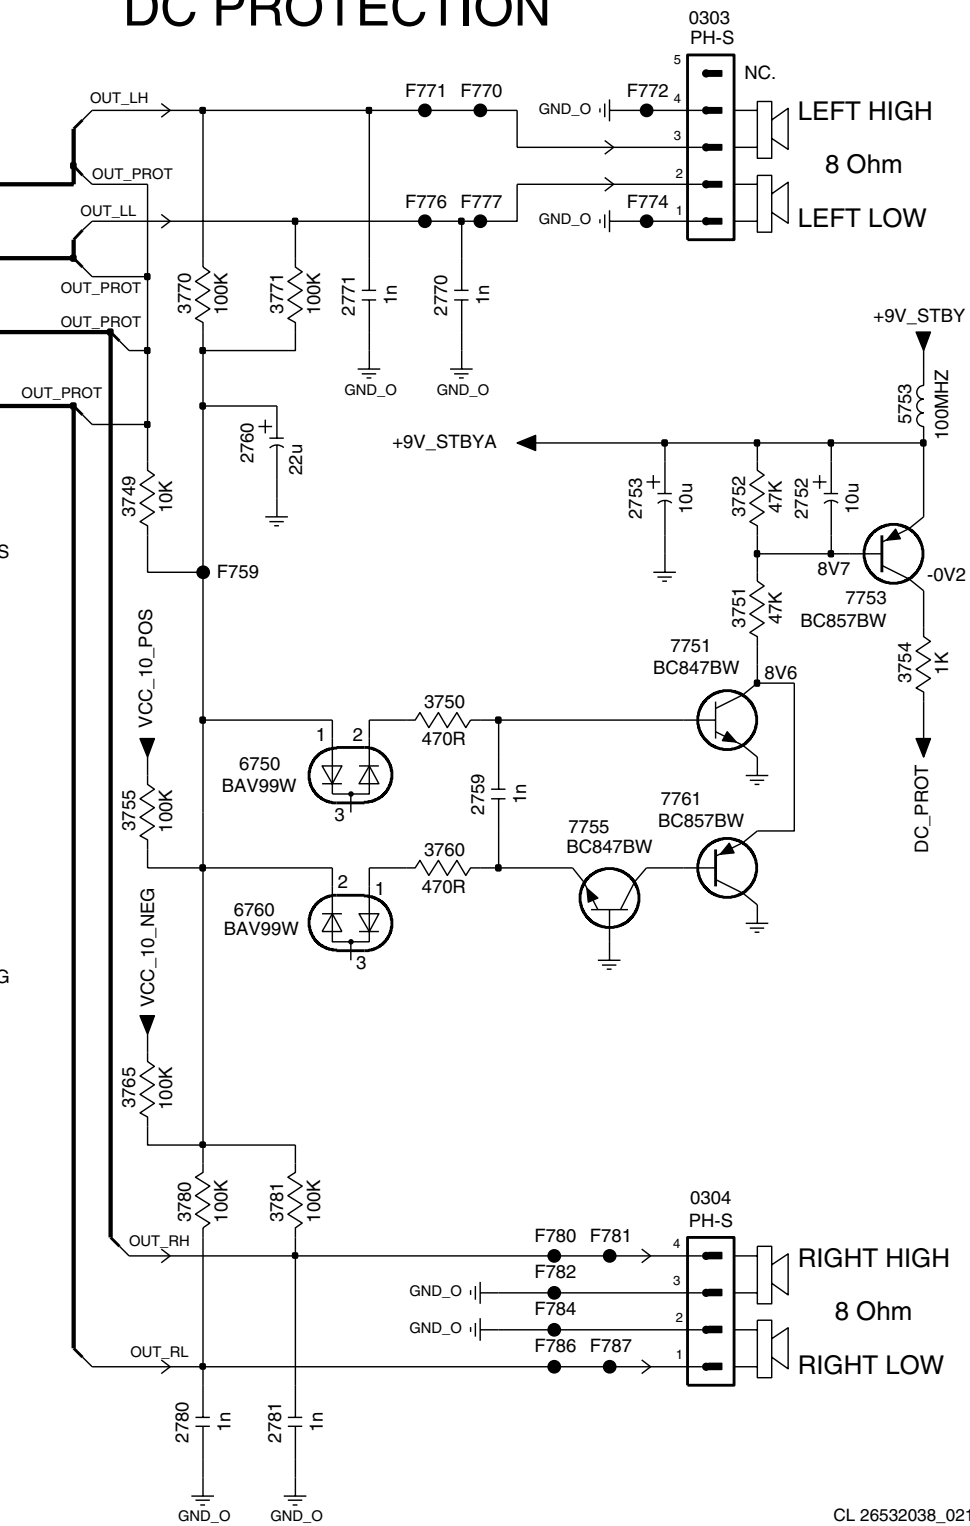 DC PROTECTION
0303
PH-S
5
NC.
OUT_LH
F771
F770
GND_O
F772
4
LEFT HIGH
3
8 Ohm
OUT_PROT
2
OUT_LL
F776
F777
GND_O
F774
1
LEFT LOW
OUT_PROT
3770
100K
3771
100K
2771
1n
2770
1n
OUT_PROT
+9V_STBY
GND_O
GND_O
OUT_PROT
5753
100MHZ
2760
22u
+9V_STBYA
3749
10K
2753
10u
3752
47K
2752
10u
S
F759
8V7
-0V2
3751
47K
7753
BC857BW
VCC_10_POS
7751
BC847BW
8V6
3754
1K
3750
470R
1
2
6750
BAV99W
3
2759
1n
3755
100K
7761
BC857BW
7755
BC847BW
DC_PROT
3760
470R
2
1
6760
BAV99W
3
VCC_10_NEG
G
3765
100K
3780
100K
3781
100K
0304
PH-S
OUT_RH
F780
F781
4
RIGHT HIGH
F782
GND_O
3
8 Ohm
F784
GND_O
2
OUT_RL
F786
F787
1
RIGHT LOW
2780
1n
2781
1n
GND_O
GND_O
CL 26532038_021